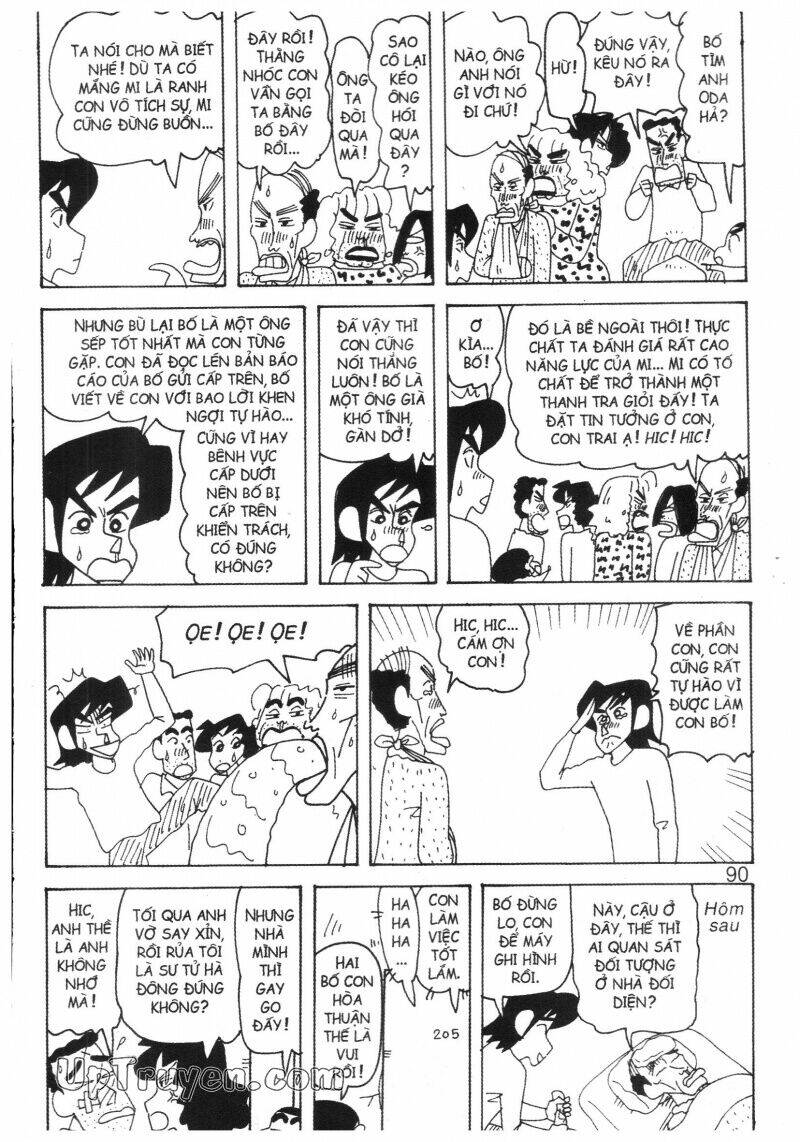 BỐ
TÌM
ANH
ODA
HẢ?
ĐÚNG VẬY,
KÊU NÓ RA
ĐÂY!
HỪ!
NÀO, ÔNG
ANH NÓI
GÌ VỚI NÓ
ĐI CHỨ!
SAO
CÔ LẠI
KÉO
ÔNG
HÓI
QUA
ĐÂY
?
ÔNG
TA
ĐÒI
QUA
MÀ!
ĐÂY RỒI!
THẰNG
NHÓC CON
VẪN GỌI
TA BẰNG
BỐ ĐÂY
RỒI...
TA NÓI CHO MÀ BIẾT
NHÉ! DÙ TA CÓ
MẮNG MI LÀ RANH
CON VÔ TÍCH SỰ, MI
CŨNG ĐỪNG BUỒN...
ĐÓ LÀ BỀ NGOÀI THÔI! THỰC
CHẤT TA ĐÁNH GIÁ RẤT CAO
NĂNG LỰC CỦA MI... MI CÓ TỐ
CHẤT ĐỂ TRỞ THÀNH MỘT
THANH TRA GIỎI ĐẤY! TA
ĐẶT TIN TƯỞNG Ở CON,
CON TRAI Ạ! HIC! HIC!
Ơ
KÌA...
BỐ!
ĐÃ VẬY THÌ
CON CŨNG
NÓI THẲNG
LUÔN! BỐ LÀ
MỘT ÔNG GIÀ
KHÓ TÍNH,
GÀN DỞ!
NHƯNG BÙ LẠI BỐ LÀ MỘT ÔNG
SẾP TỐT NHẤT MÀ CON TỪNG
GẶP. CON ĐÃ ĐỌC LÉN BẢN BÁO
CÁO CỦA BỐ GỬI CẤP TRÊN, BỐ
VIẾT VỀ CON VỚI BAO LỜI KHEN
NGỢI TỰ HÀO...
CŨNG VÌ HAY
BÊNH VỰC
CẤP DƯỚI
NÊN BỐ BỊ
CẤP TRÊN
KHIỂN TRÁCH,
CÓ ĐÚNG
KHÔNG?
VỀ PHẦN
CON, CON
CŨNG RẤT
TỰ HÀO VÌ
ĐƯỢC LÀM
CON BỐ!
HIC, HIC...
CẢM ƠN
CON!
ỌE! ỌE! ỌE!
90
Hôm
sau
NÀY, CẬU Ở
ĐÂY, THẾ THÌ
AI QUAN SÁT
ĐỐI TƯỢNG
Ở NHÀ ĐỐI
DIỆN?
BỐ ĐỪNG
LO, CON
ĐỂ MÁY
GHI HÌNH
RỒI.
CON
LÀM
VIỆC
TỐT
LẮM.
HA
HA
HA
...
205
HAI
BỐ CON
HÒA
THUẬN
THẾ LÀ
VUI
RỒI!
NHƯNG
NHÀ
MÌNH
THÌ
GAY
GO
ĐẤY!
TỐI QUA ANH
VỜ SAY XỈN,
RỒI RỦA TÔI
LÀ SƯ TỬ HÀ
ĐÔNG ĐÚNG
KHÔNG?
HIC,
ANH THỀ
LÀ ANH
KHÔNG
NHỚ
MÀ!
UpTruyen.com